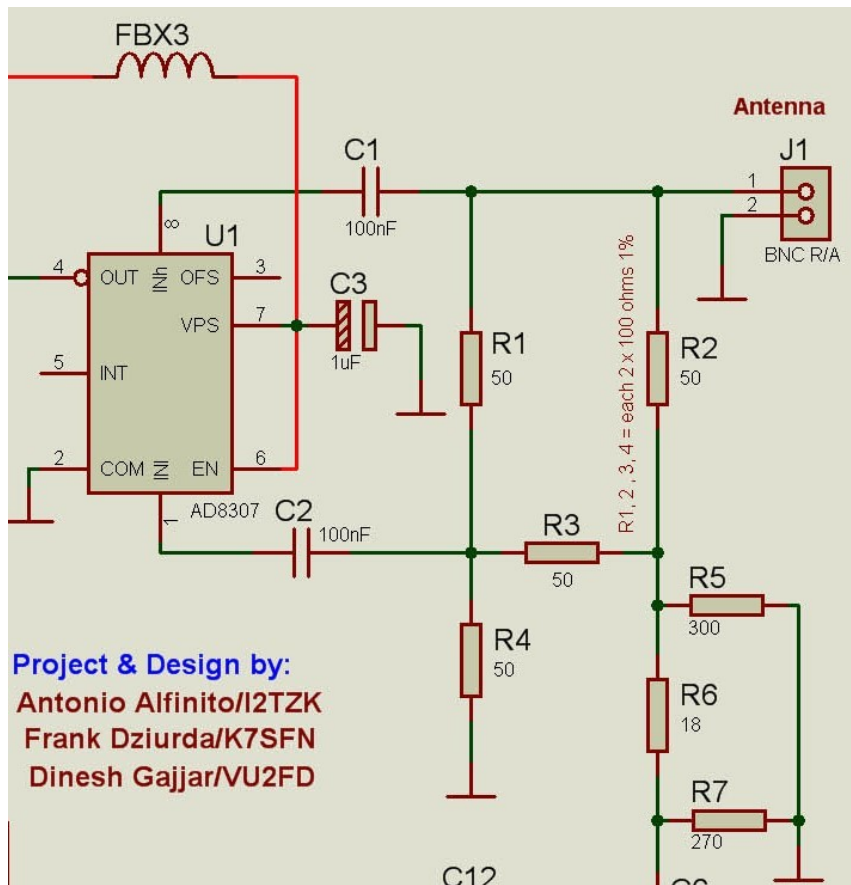 FBX3
Antenna
J1
1
2
BNC R/A
C1
100nF
8
U1
4
OUT
INh
OFS
3
C3
VPS
7
1uF
5
INT
R1
50
R2
50
R1, 2, 3, 4 = each 2 x 100 ohms 1%
2
COM
INl
EN
6
1
AD8307
C2
100nF
R3
50
R5
300
R4
50
R6
18
Project & Design by:
Antonio Alfinito/I2TZK
Frank Dziurda/K7SFN
Dinesh Gajjar/VU2FD
R7
270
C12